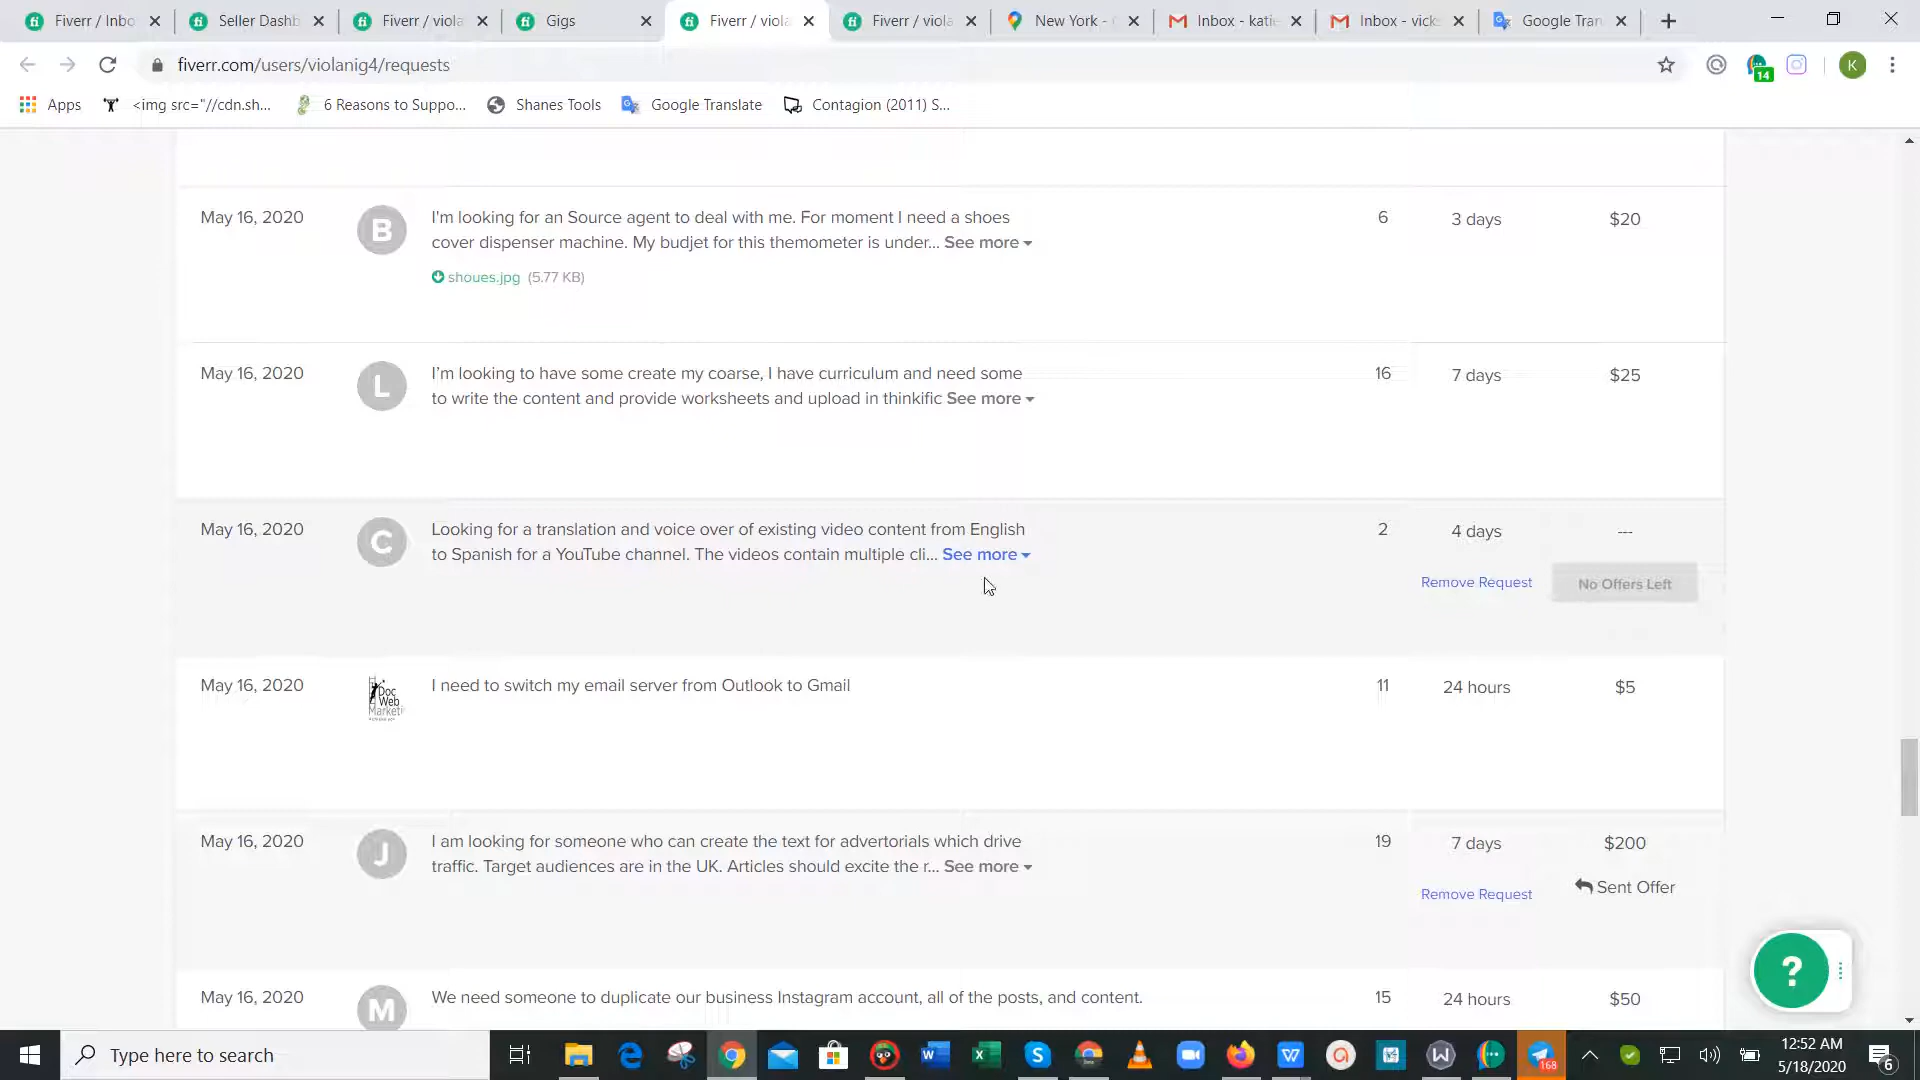 Fiverr / Inbo
Seller Dashb
Fiverr / viola
Gigs
Fiverr / viola
Fiverr / viola
New York -
Inbox - katie
Inbox - vicks
Google Tran
fiverr.com/users/violanig4/requests
14
K
Apps
<img src="//cdn.sh...
6 Reasons to Suppo...
Shanes Tools
Google Translate
Contagion (2011) S...
May 16, 2020
B
I'm looking for an Source agent to deal with me. For moment I need a shoes
cover dispenser machine. My budjet for this themometer is under... See more
shoues.jpg (5.77 KB)
6
3 days
$20
May 16, 2020
L
I'm looking to have some create my coarse, I have curriculum and need some
to write the content and provide worksheets and upload in thinkific See more
16
7 days
$25
May 16, 2020
C
Looking for a translation and voice over of existing video content from English
to Spanish for a YouTube channel. The videos contain multiple cli... See more
2
4 days
---
Remove Request
No Offers Left
May 16, 2020
Doc
Web
Marketi
I need to switch my email server from Outlook to Gmail
11
24 hours
$5
May 16, 2020
J
I am looking for someone who can create the text for advertorials which drive
traffic. Target audiences are in the UK. Articles should excite the r... See more
19
7 days
$200
Remove Request
Sent Offer
May 16, 2020
M
We need someone to duplicate our business Instagram account, all of the posts, and content.
15
24 hours
$50
?
Type here to search
168
12:52 AM
5/18/2020
6